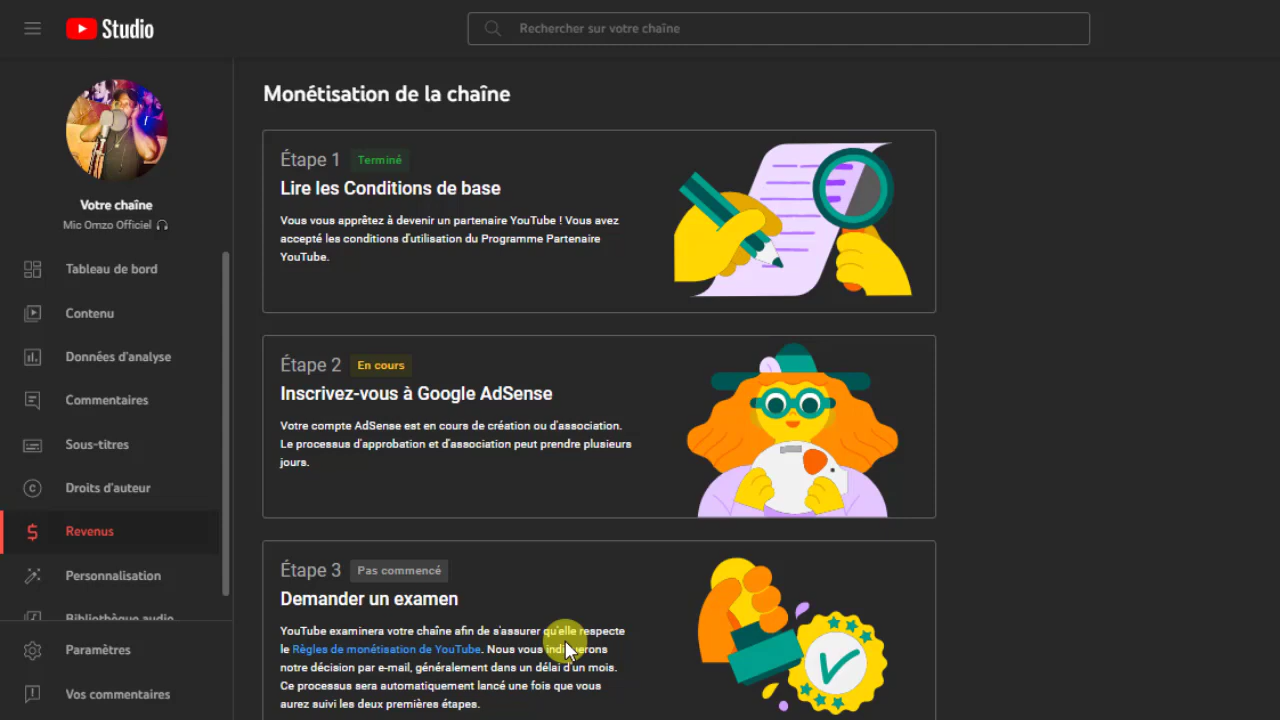 Studio
Rechercher sur votre chaîne
Votre chaîne
Mic Omzo Officiel
Tableau de bord
Contenu
Données d'analyse
Commentaires
Sous-titres
Droits d'auteur
Revenus
Personnalisation
Bibliothèque audio
Paramètres
Vos commentaires
Monétisation de la chaîne
Étape 1 Terminé
Lire les Conditions de base
Vous vous apprêtez à devenir un partenaire YouTube ! Vous avez
accepté les conditions d'utilisation du Programme Partenaire
YouTube.
Étape 2 En cours
Inscrivez-vous à Google AdSense
Votre compte AdSense est en cours de création ou d'association.
Le processus d'approbation et d'association peut prendre plusieurs
jours.
Étape 3 Pas commencé
Demander un examen
YouTube examinera votre chaîne afin de s'assurer qu'elle respecte
le Règles de monétisation de YouTube. Nous vous indiquerons
notre décision par e-mail, généralement dans un délai d'un mois.
Ce processus sera automatiquement lancé une fois que vous
aurez suivi les deux premières étapes.